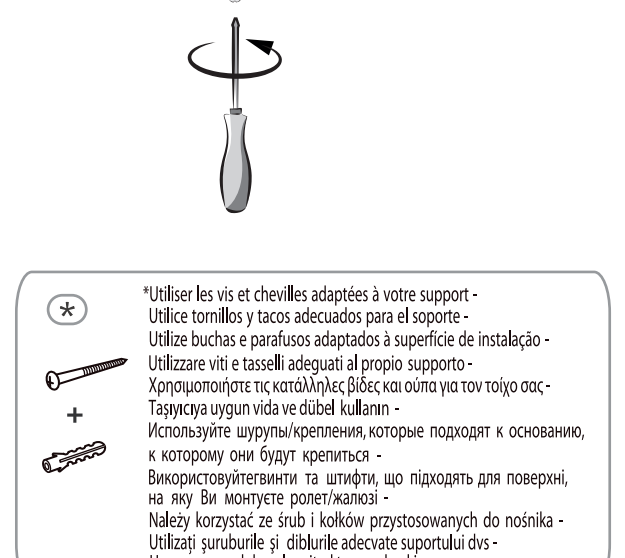 *Utiliser les vis et chevilles adaptées à votre support -
Utilice tornillos y tacos adecuados para el soporte -
Utilize buchas e parafusos adaptados à superfície de instalação -
Utilizzare viti e tasselli adeguati al propio supporto -
Χρησιμοποιήστε τις κατάλληλες βίδες και ούπα για τον τοίχο σας -
Taşıyıcıya uygun vida ve dübel kullanın -
Используйте шурупы/крепления, которые подходят к основанию,
к которому они будут крепиться -
Використовуйтегвинти та штифти, що підходять для поверхні,
на яку Ви монтуєте ролет/жалюзі -
Należy korzystać ze śrub i kołków przystosowanych do nośnika -
Utilizați șuruburile și diblurile adecvate suportului dvs -